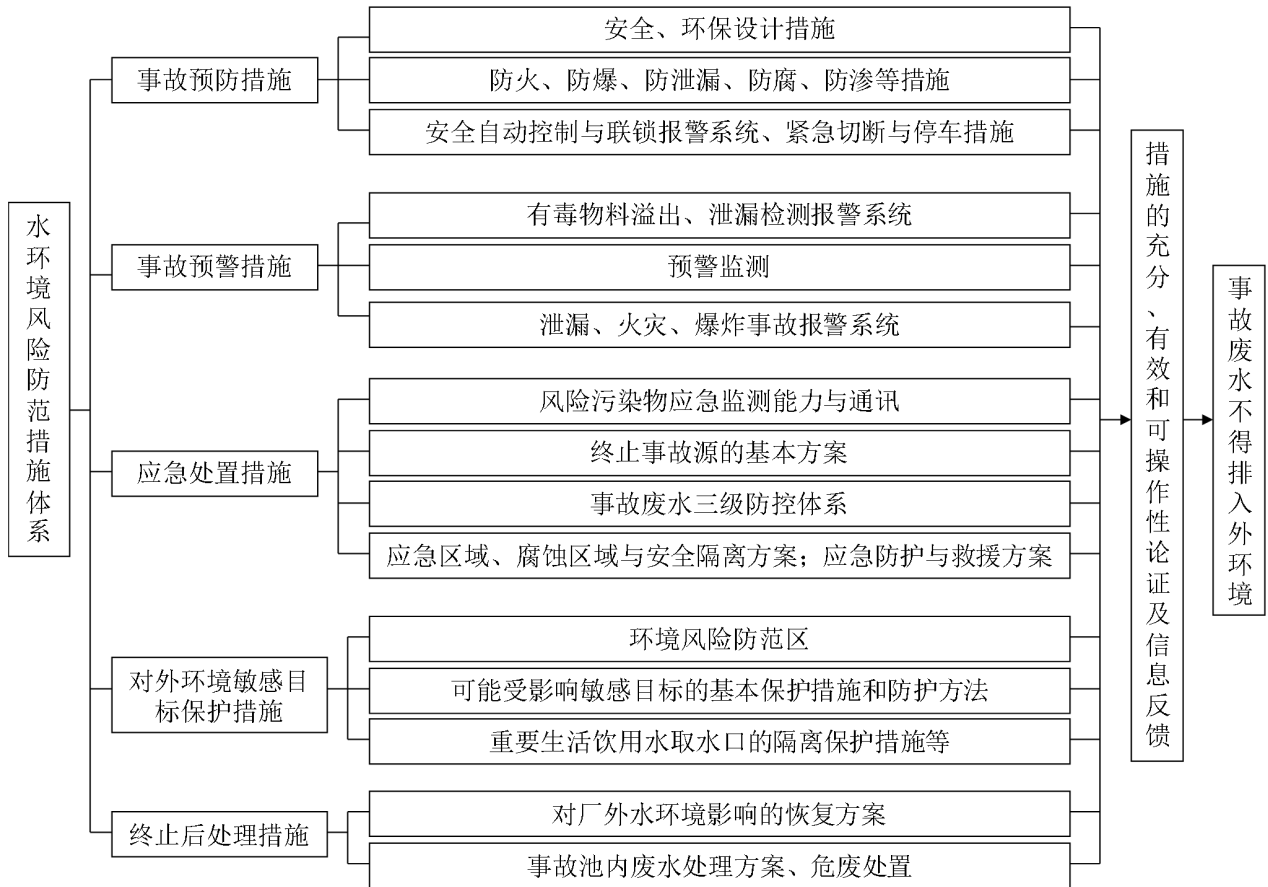 水环境风险防范措施体系
事故预防措施
安全、环保设计措施
防火、防爆、防泄漏、防腐、防渗等措施
安全自动控制与联锁报警系统、紧急切断与停车措施
事故预警措施
有毒物料溢出、泄漏检测报警系统
预警监测
泄漏、火灾、爆炸事故报警系统
应急处置措施
风险污染物应急监测能力与通讯
终止事故源的基本方案
事故废水三级防控体系
应急区域、腐蚀区域与安全隔离方案；应急防护与救援方案
对外环境敏感目
标保护措施
环境风险防范区
可能受影响敏感目标的基本保护措施和防护方法
重要生活饮用水取水口的隔离保护措施等
终止后处理措施
对厂外水环境影响的恢复方案
事故池内废水处理方案、危废处置
措施的充分、有效和可操作性论证及信息反馈
事故废水不得排入外环境